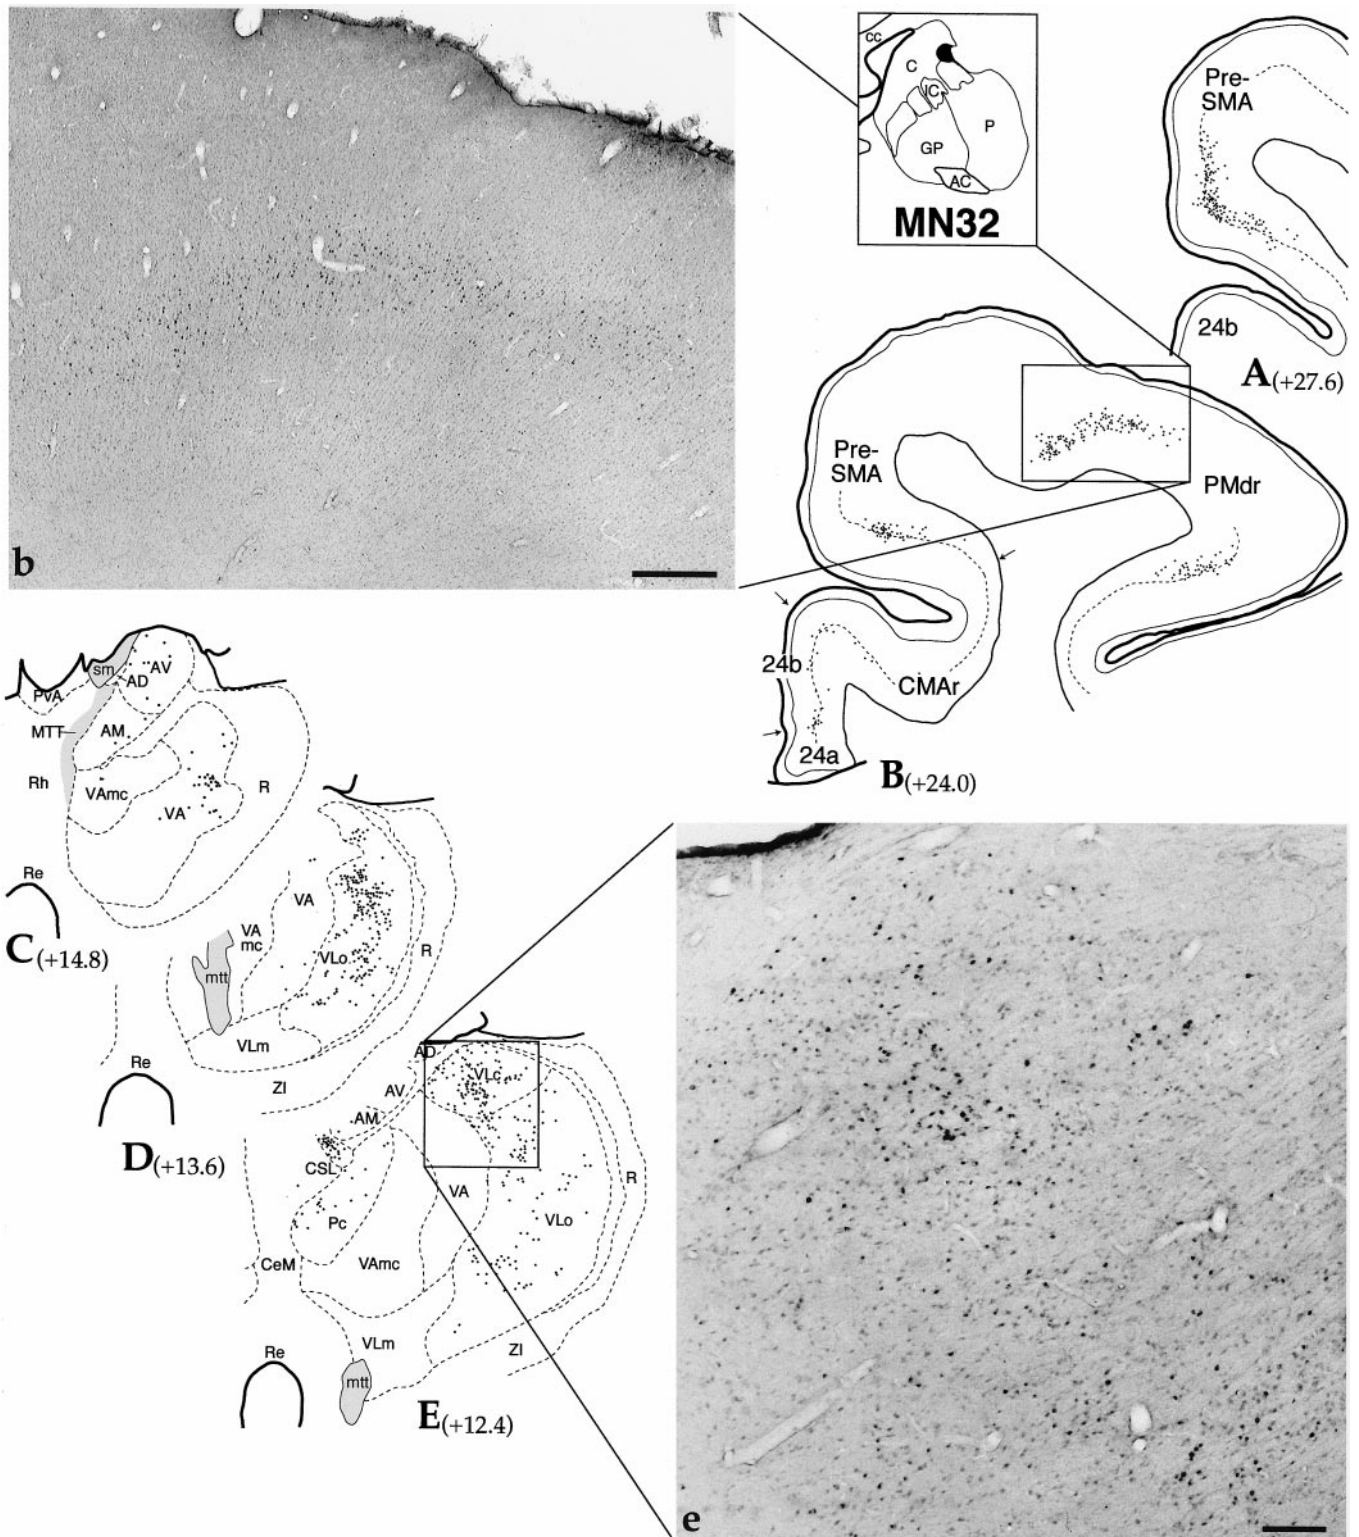 cc
C
IC
P
GP
AC
MN32
Pre-
SMA
24b
A(+27.6)
b
Pre-
SMA
PMdr
24b
CMAr
24a
B(+24.0)
sm
AV
AD
PvA
MTT
AM
Rh
VAmc
VA
R
Re
C(+14.8)
VA
VA
mc
VLo
mtt
R
VLm
ZI
Re
D(+13.6)
AD
VLc
AV
AM
CSL
Pc
VA
VLo
R
CeM
VAmc
VLm
ZI
Re
mtt
E(+12.4)
e